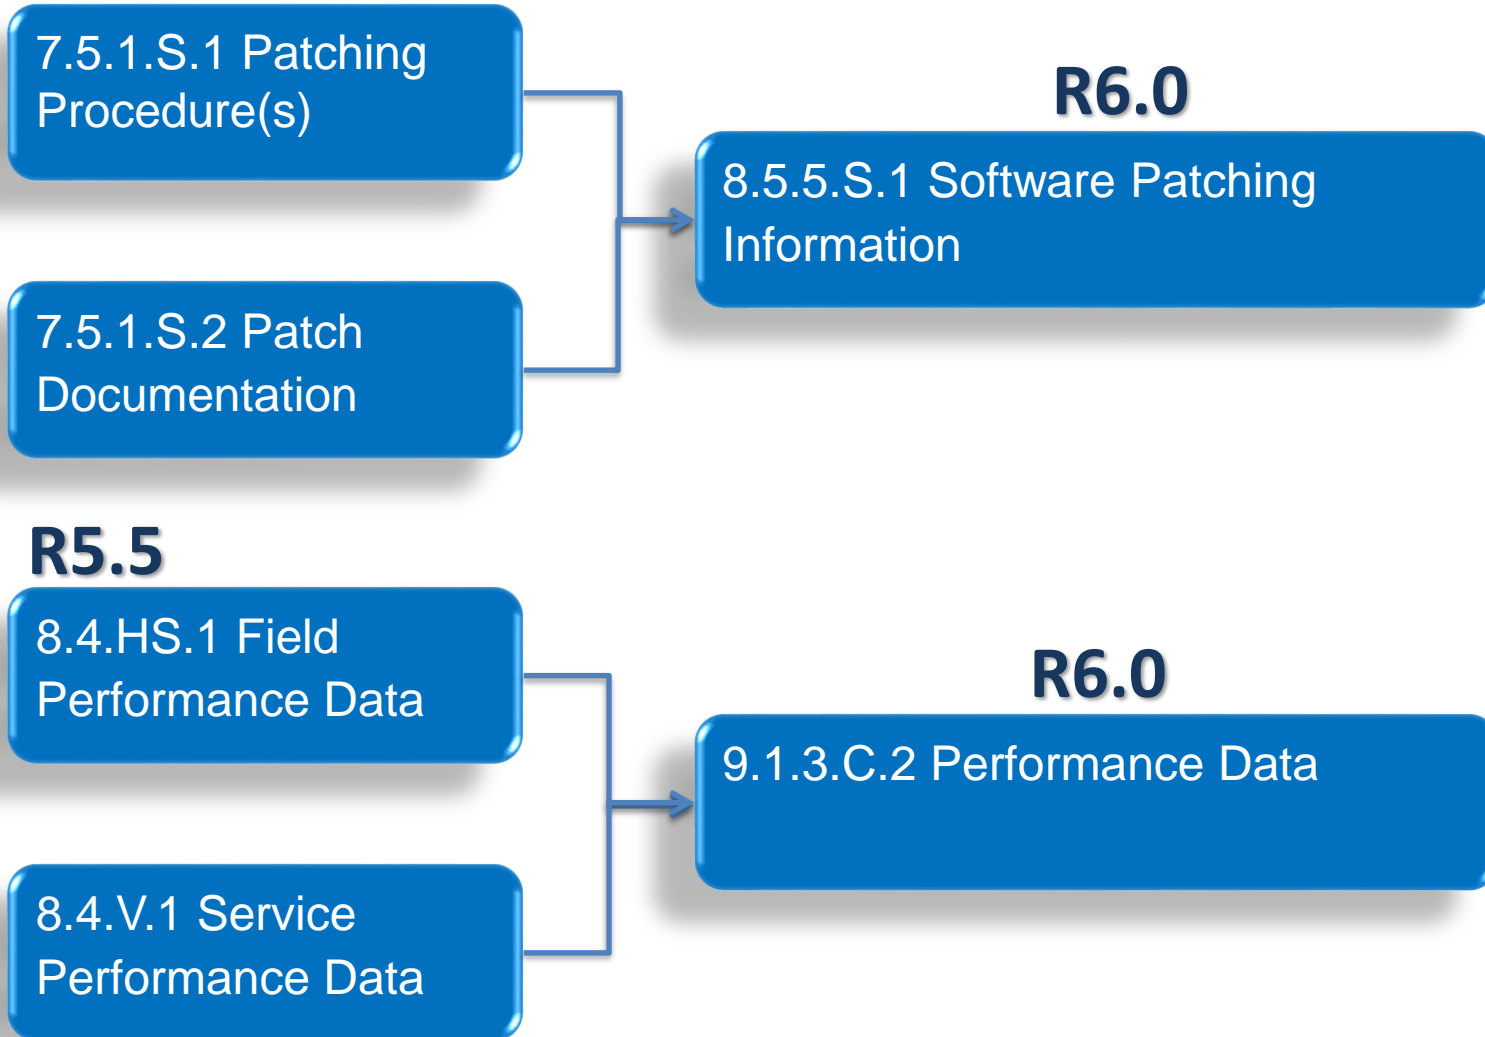 7.5.1.S.1 Patching
Procedure(s)
R6.0
8.5.5.S.1 Software Patching
Information
7.5.1.S.2 Patch
Documentation
R5.5
8.4.HS.1 Field
Performance Data
R6.0
9.1.3.C.2 Performance Data
8.4.V.1 Service
Performance Data